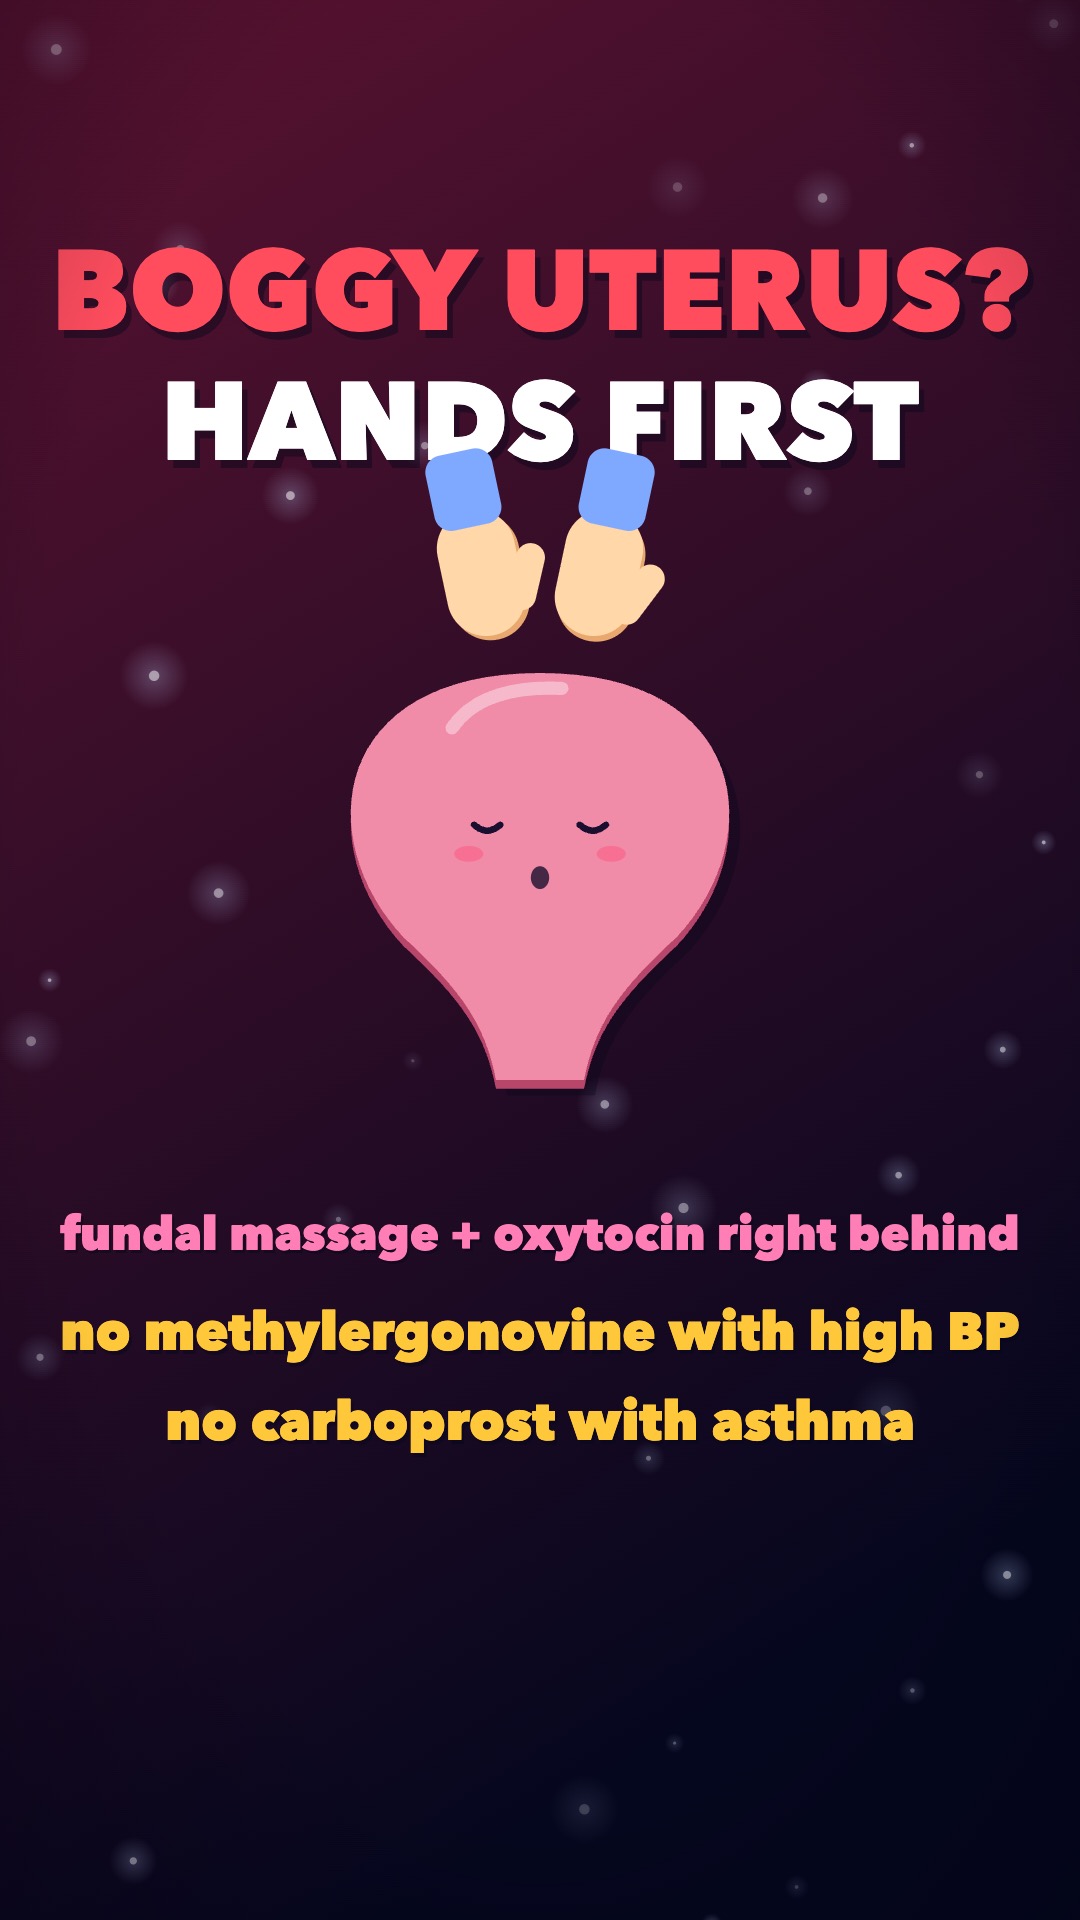 BOGGY UTERUS?
HANDS FIRST
fundal massage + oxytocin right behind
no methylergonovine with high BP
no carboprost with asthma